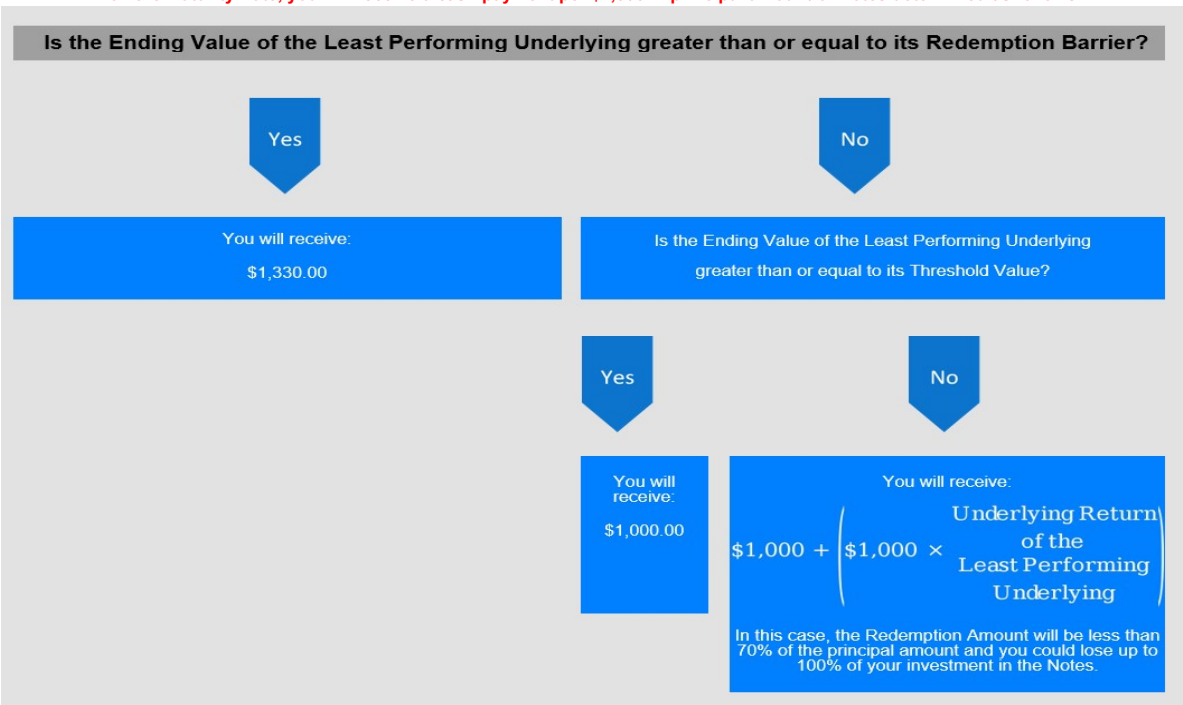 Is the Ending Value of the Least Performing Underlying greater than or equal to its Redemption Barrier?
Yes
No
You will receive:
$1,330.00
Is the Ending Value of the Least Performing Underlying
greater than or equal to its Threshold Value?
Yes
No
You will
receive:
$1,000.00
You will receive:
$1,000 + ($1,000 × Underlying Return
of the
Least Performing
Underlying)
In this case, the Redemption Amount will be less than
70% of the principal amount and you could lose up to
100% of your investment in the Notes.